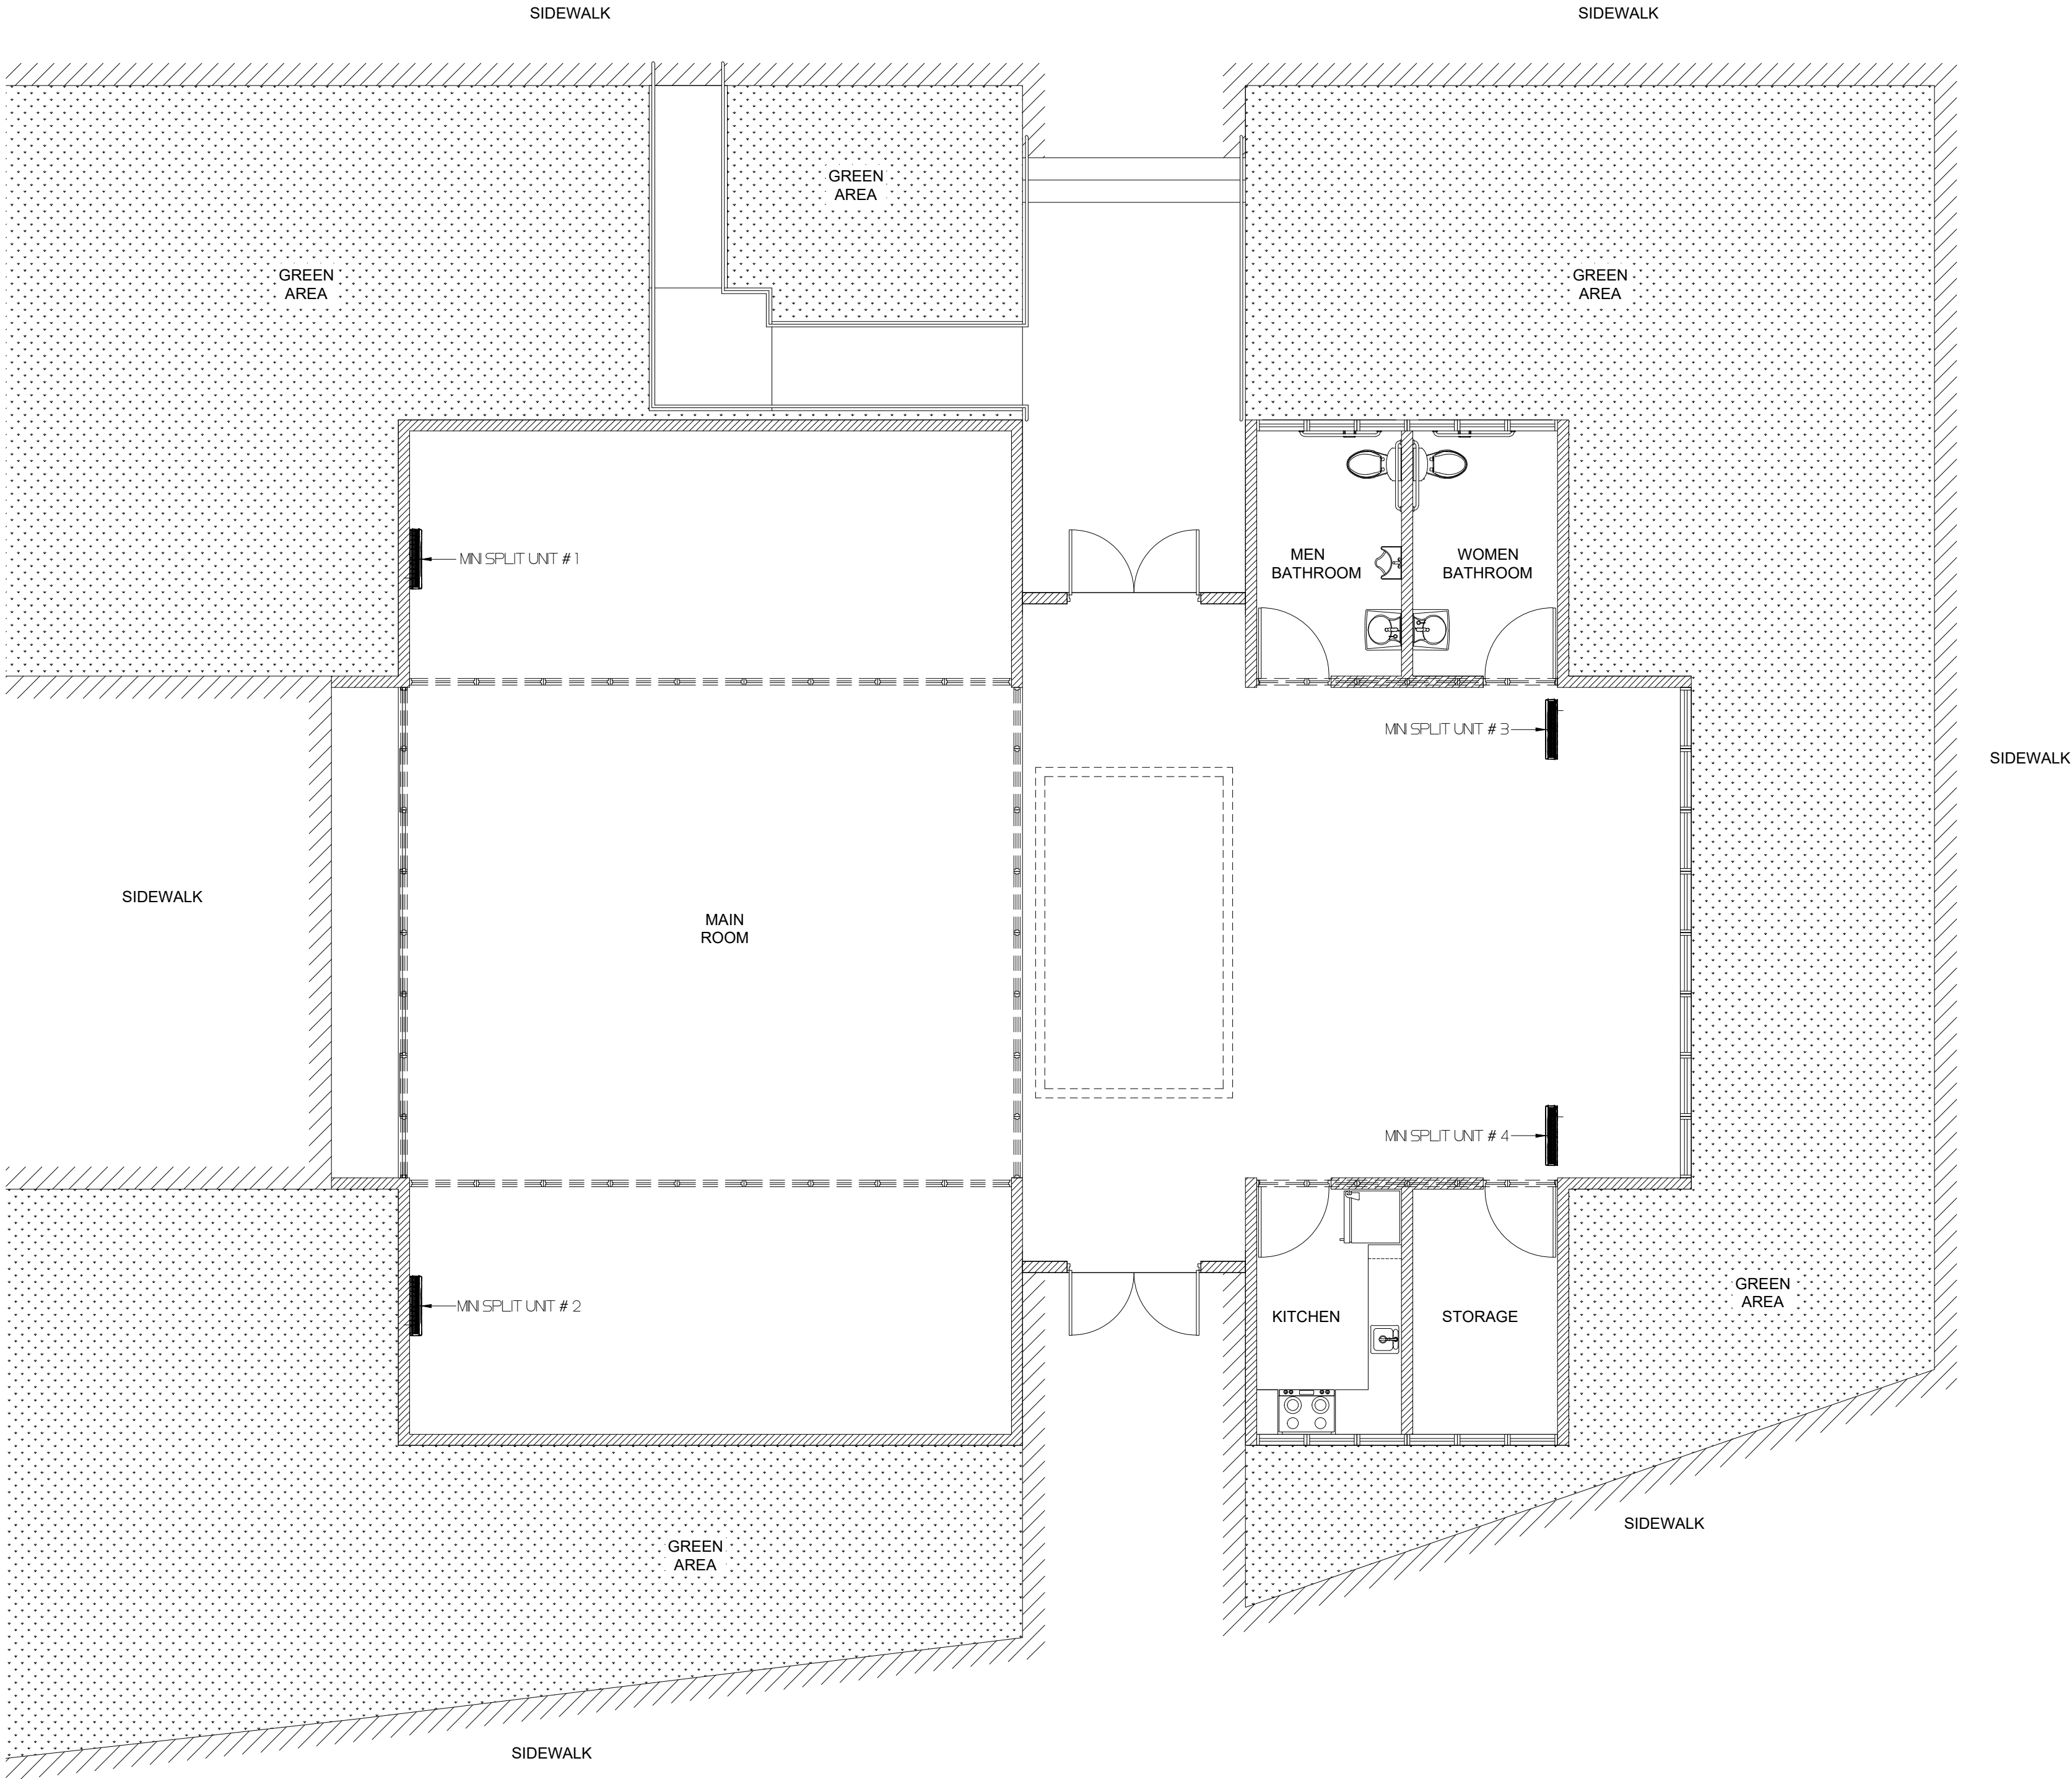 SIDEWALK
SIDEWALK
GREEN
AREA
GREEN
AREA
GREEN
AREA
MINI SPLIT UNIT # 1
MEN
BATHROOM
WOMEN
BATHROOM
MINI SPLIT UNIT # 3
SIDEWALK
SIDEWALK
MAIN
ROOM
MINI SPLIT UNIT # 4
MINI SPLIT UNIT # 2
KITCHEN
STORAGE
GREEN
AREA
GREEN
AREA
SIDEWALK
SIDEWALK